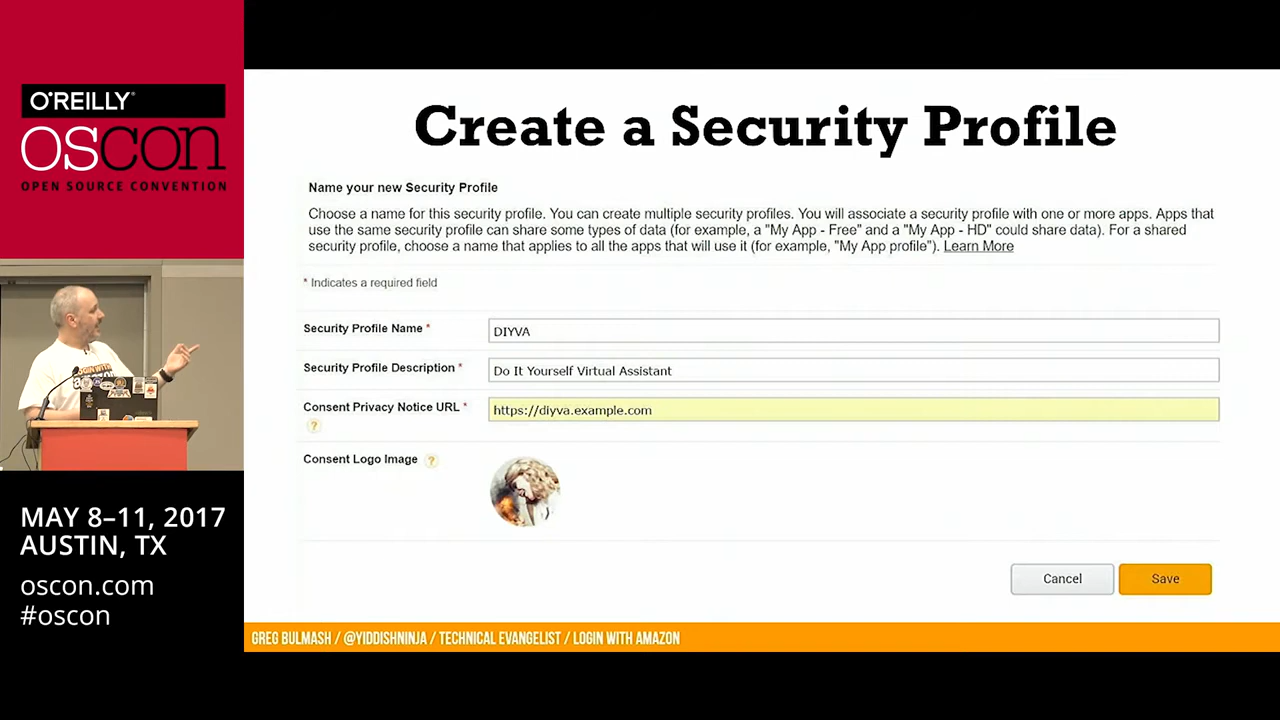 O'REILLY
OSCON
OPEN SOURCE CONVENTION
MAY 8–11, 2017
AUSTIN, TX
oscon.com
#oscon
Create a Security Profile
Name your new Security Profile
Choose a name for this security profile. You can create multiple security profiles. You will associate a security profile with one or more apps. Apps that
use the same security profile can share some types of data (for example, a "My App - Free" and a "My App - HD" could share data). For a shared
security profile, choose a name that applies to all the apps that will use it (for example, "My App profile"). Learn More
* Indicates a required field
Security Profile Name * DIYVA
Security Profile Description * Do It Yourself Virtual Assistant
Consent Privacy Notice URL * https://diyva.example.com
?
Consent Logo Image ?
Cancel Save
GREG BULMASH / @YIDDISHNINJA / TECHNICAL EVANGELIST / LOGIN WITH AMAZON